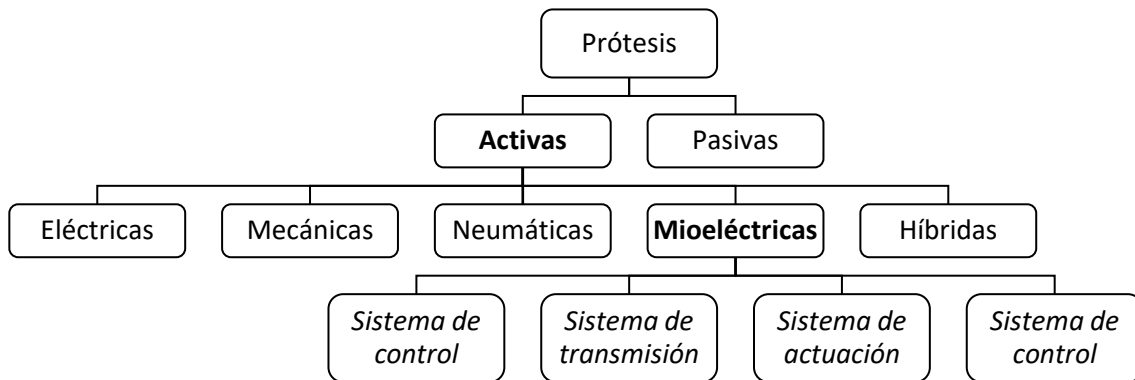 Prótesis
Activas
Pasivas
Eléctricas
Mecánicas
Neumáticas
Mioeléctricas
Híbridas
Sistema de
control
Sistema de
transmisión
Sistema de
actuación
Sistema de
control